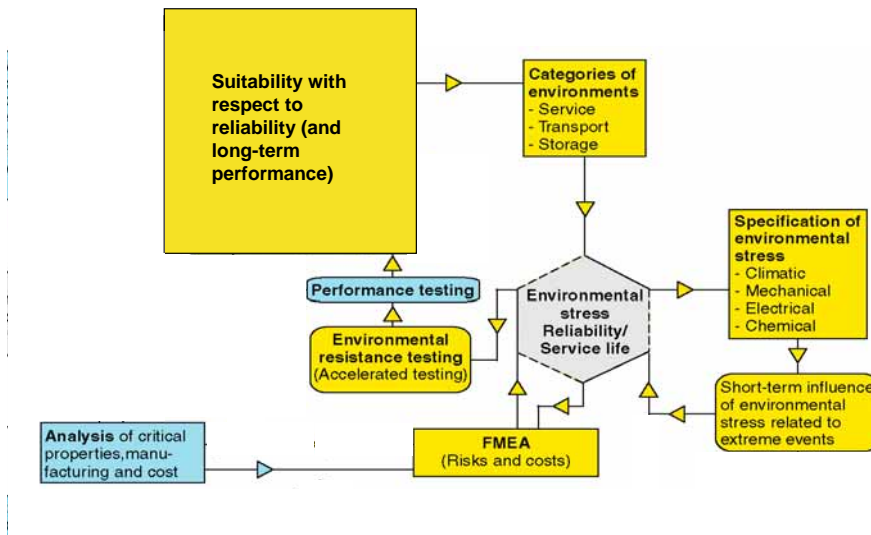 Suitability with
respect to
reliability (and
long-term
performance)
Categories of
environments
- Service
- Transport
- Storage
Specification of
environmental
stress
- Climatic
- Mechanical
- Electrical
- Chemical
Performance testing
Environmental
stress
Reliability/
Service life
Environmental
resistance testing
(Accelerated testing)
Short-term influence
of environmental
stress related to
extreme events
Analysis of critical
properties,manu-
facturing and cost
FMEA
(Risks and costs)